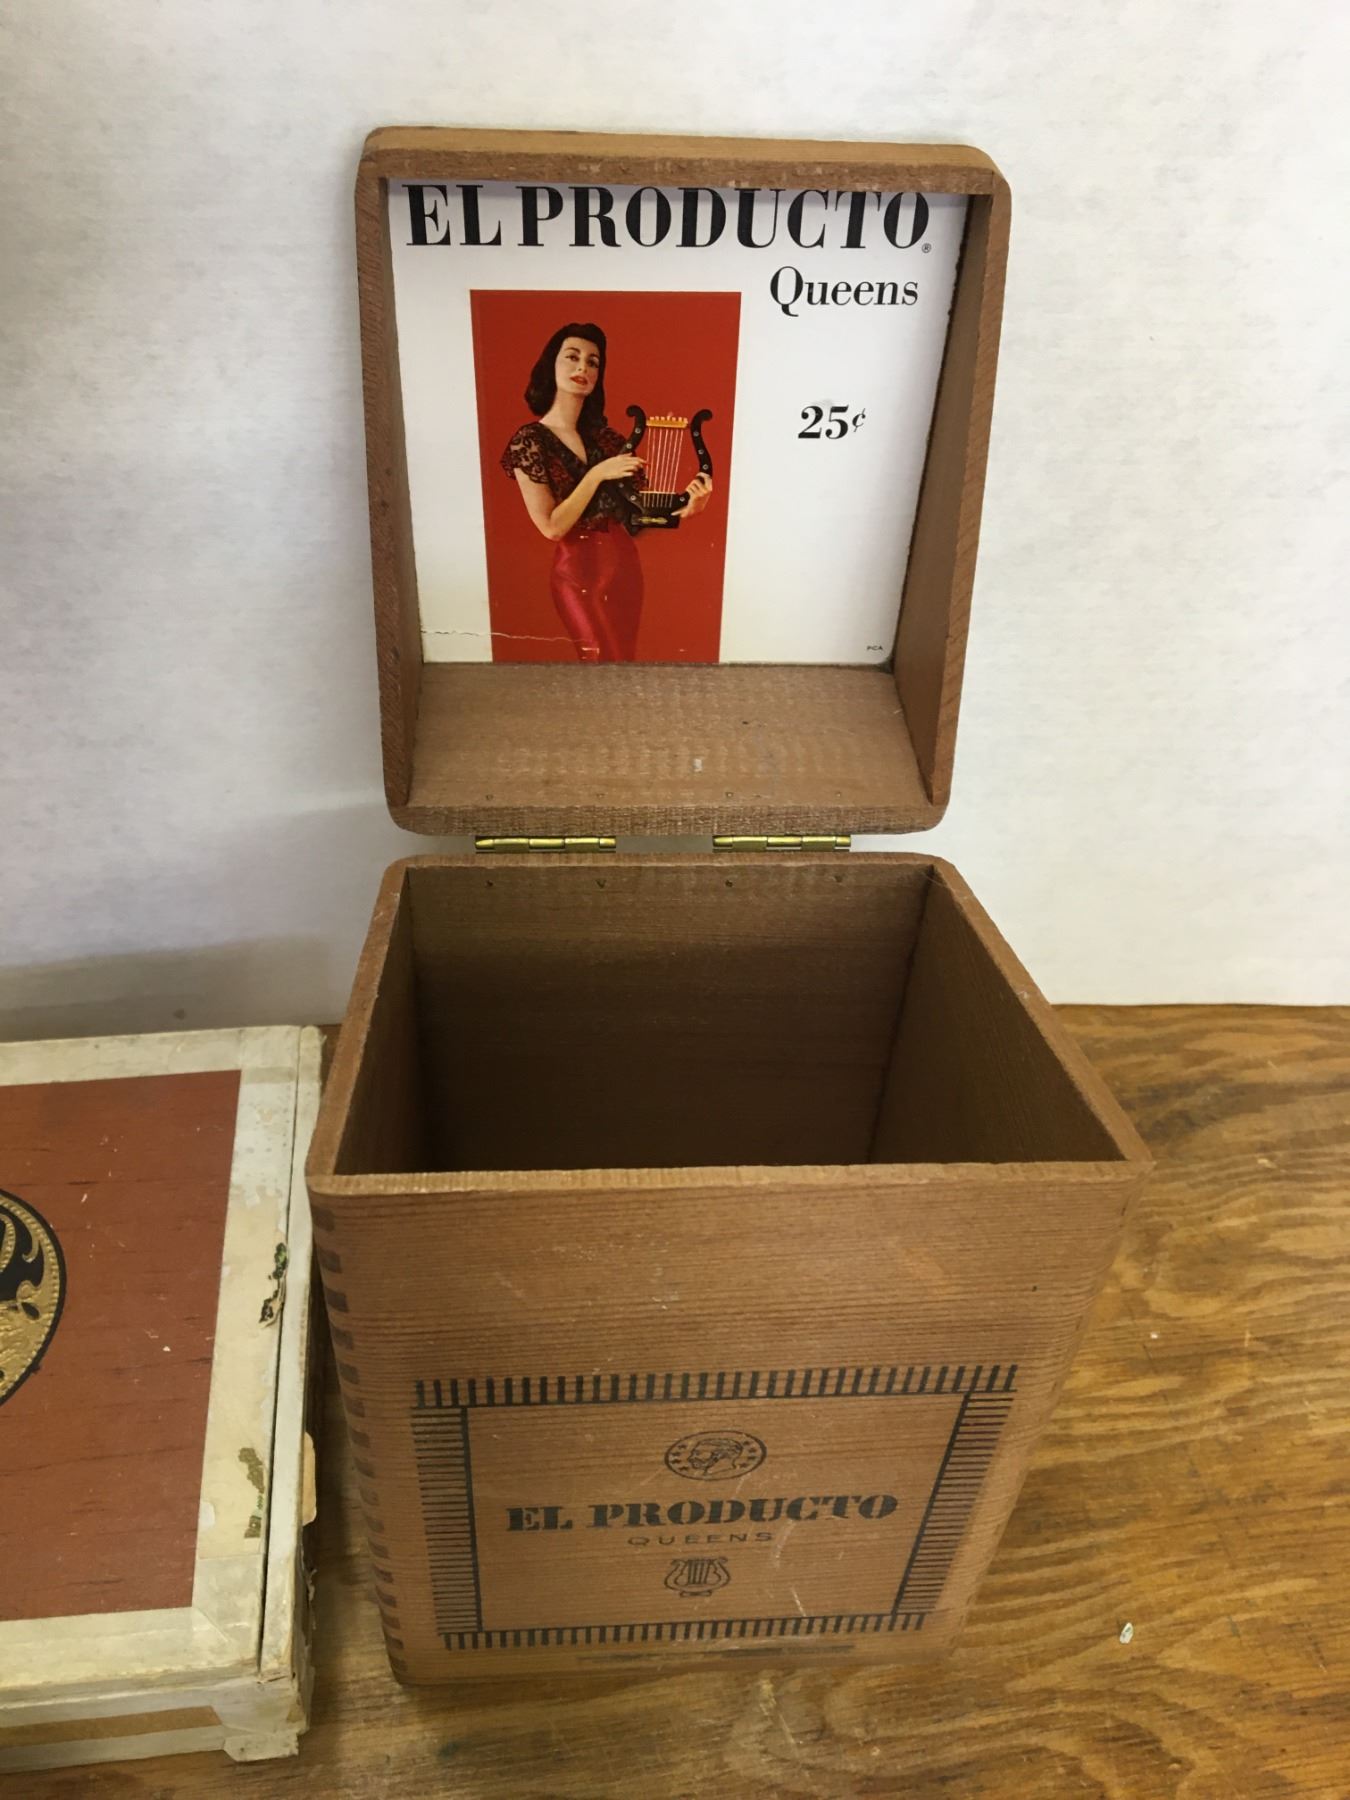 EL PRODUCTO®
Queens
25¢
PCA
EL PRODUCTO
QUEENS